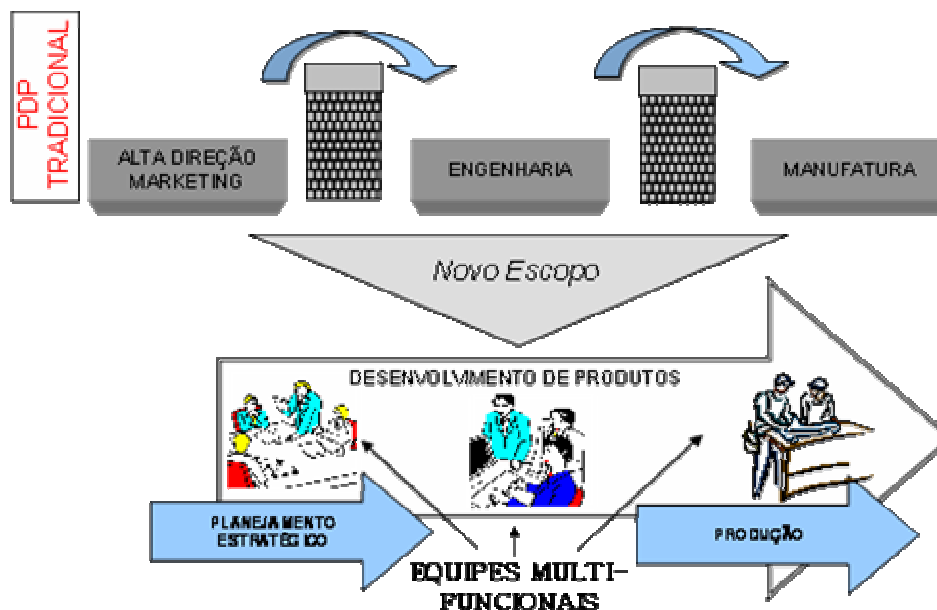 PDP
TRADICIONAL
ALTA DIREÇÃO
MARKETING
ENGENHARIA
MANUFATURA
Novo Escopo
DESENVOLVIMENTO DE PRODUTOS
PLANEJAMENTO
ESTRATÉGICO
PRODUÇÃO
EQUIPES MULTI-
FUNCIONAIS